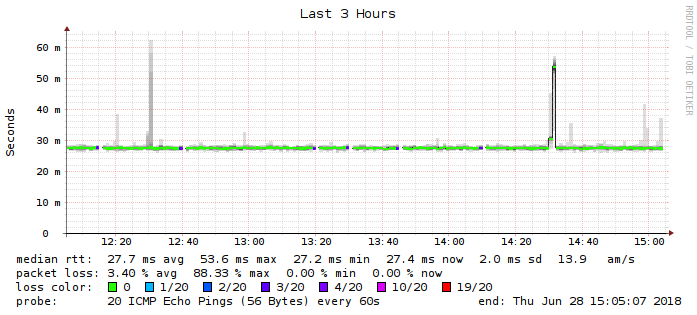 Last 3 Hours
RRDTOOL / TOBI OETIKER
Seconds
60 m
50 m
40 m
30 m
20 m
10 m
0
12:20 12:40 13:00 13:20 13:40 14:00 14:20 14:40 15:00
median rtt: 27.7 ms avg 53.6 ms max 27.2 ms min 27.4 ms now 2.0 ms sd 13.9 am/s
packet loss: 3.40 % avg 88.33 % max 0.00 % min 0.00 % now
loss color: 0 1/20 2/20 3/20 4/20 10/20 19/20
probe: 20 ICMP Echo Pings (56 Bytes) every 60s end: Thu Jun 28 15:05:07 2018